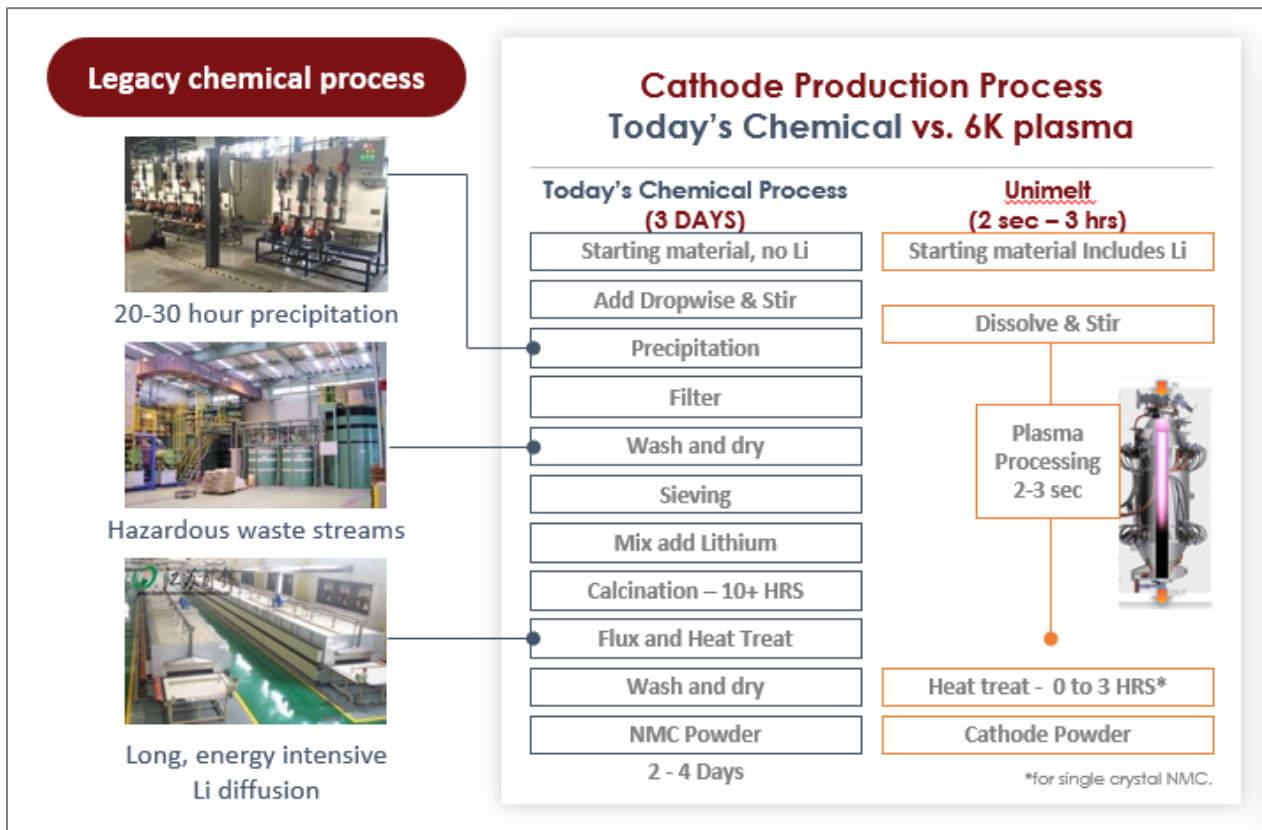 Legacy chemical process
20-30 hour precipitation
Hazardous waste streams
Long, energy intensive
Li diffusion
Cathode Production Process
Today's Chemical vs. 6K plasma
Today's Chemical Process
(3 DAYS)
Starting material, no Li
Add Dropwise & Stir
Precipitation
Filter
Wash and dry
Sieving
Mix add Lithium
Calcination – 10+ HRS
Flux and Heat Treat
Wash and dry
NMC Powder
2 - 4 Days
Unimelt
(2 sec – 3 hrs)
Starting material Includes Li
Dissolve & Stir
Plasma
Processing
2-3 sec
OUT
Heat treat - 0 to 3 HRS*
Cathode Powder
*for single crystal NMC.